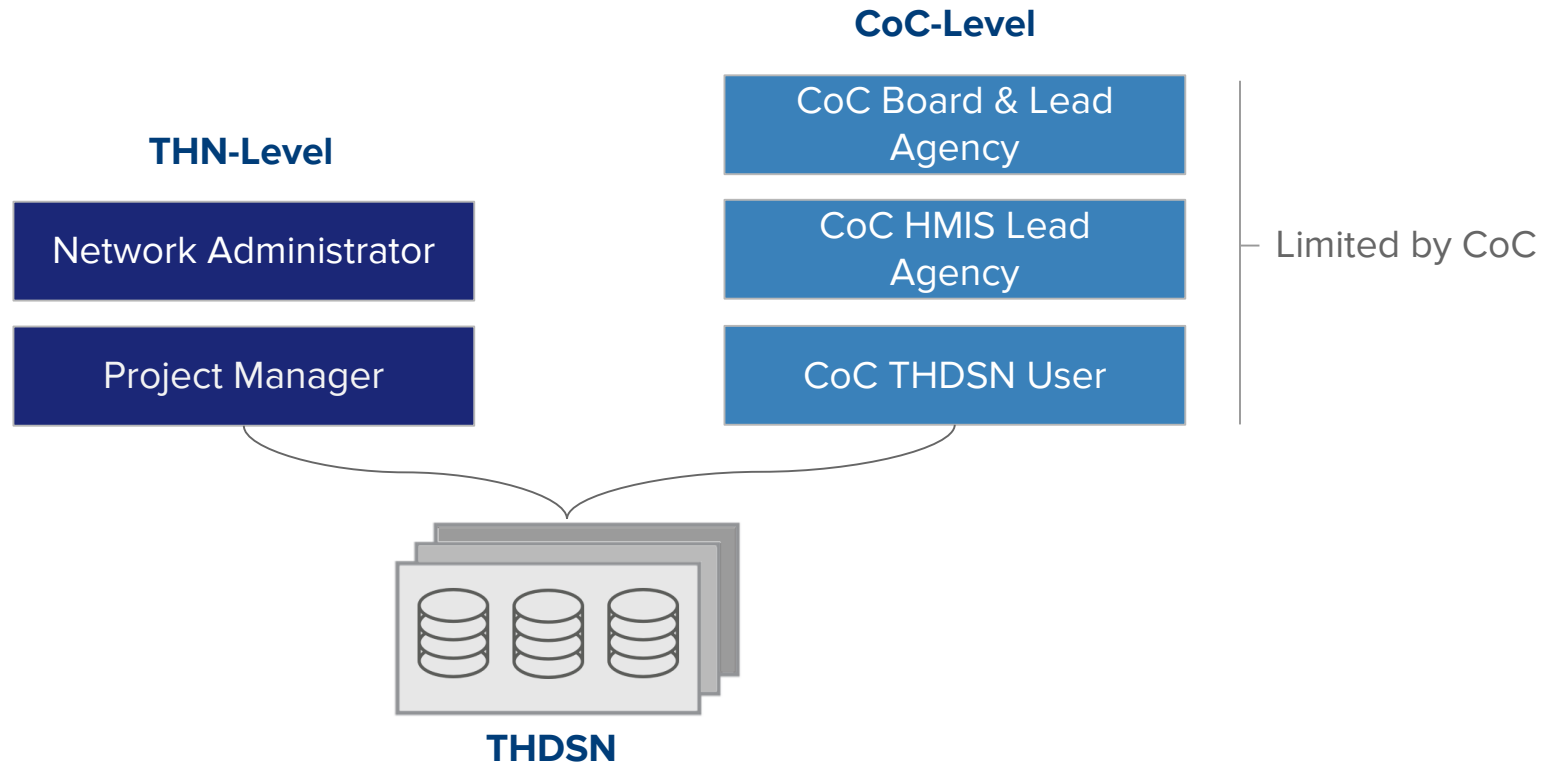 CoC-Level
CoC Board & Lead
Agency
THN-Level
Network Administrator
CoC HMIS Lead
Agency
Limited by CoC
Project Manager
CoC THDSN User
THDSN